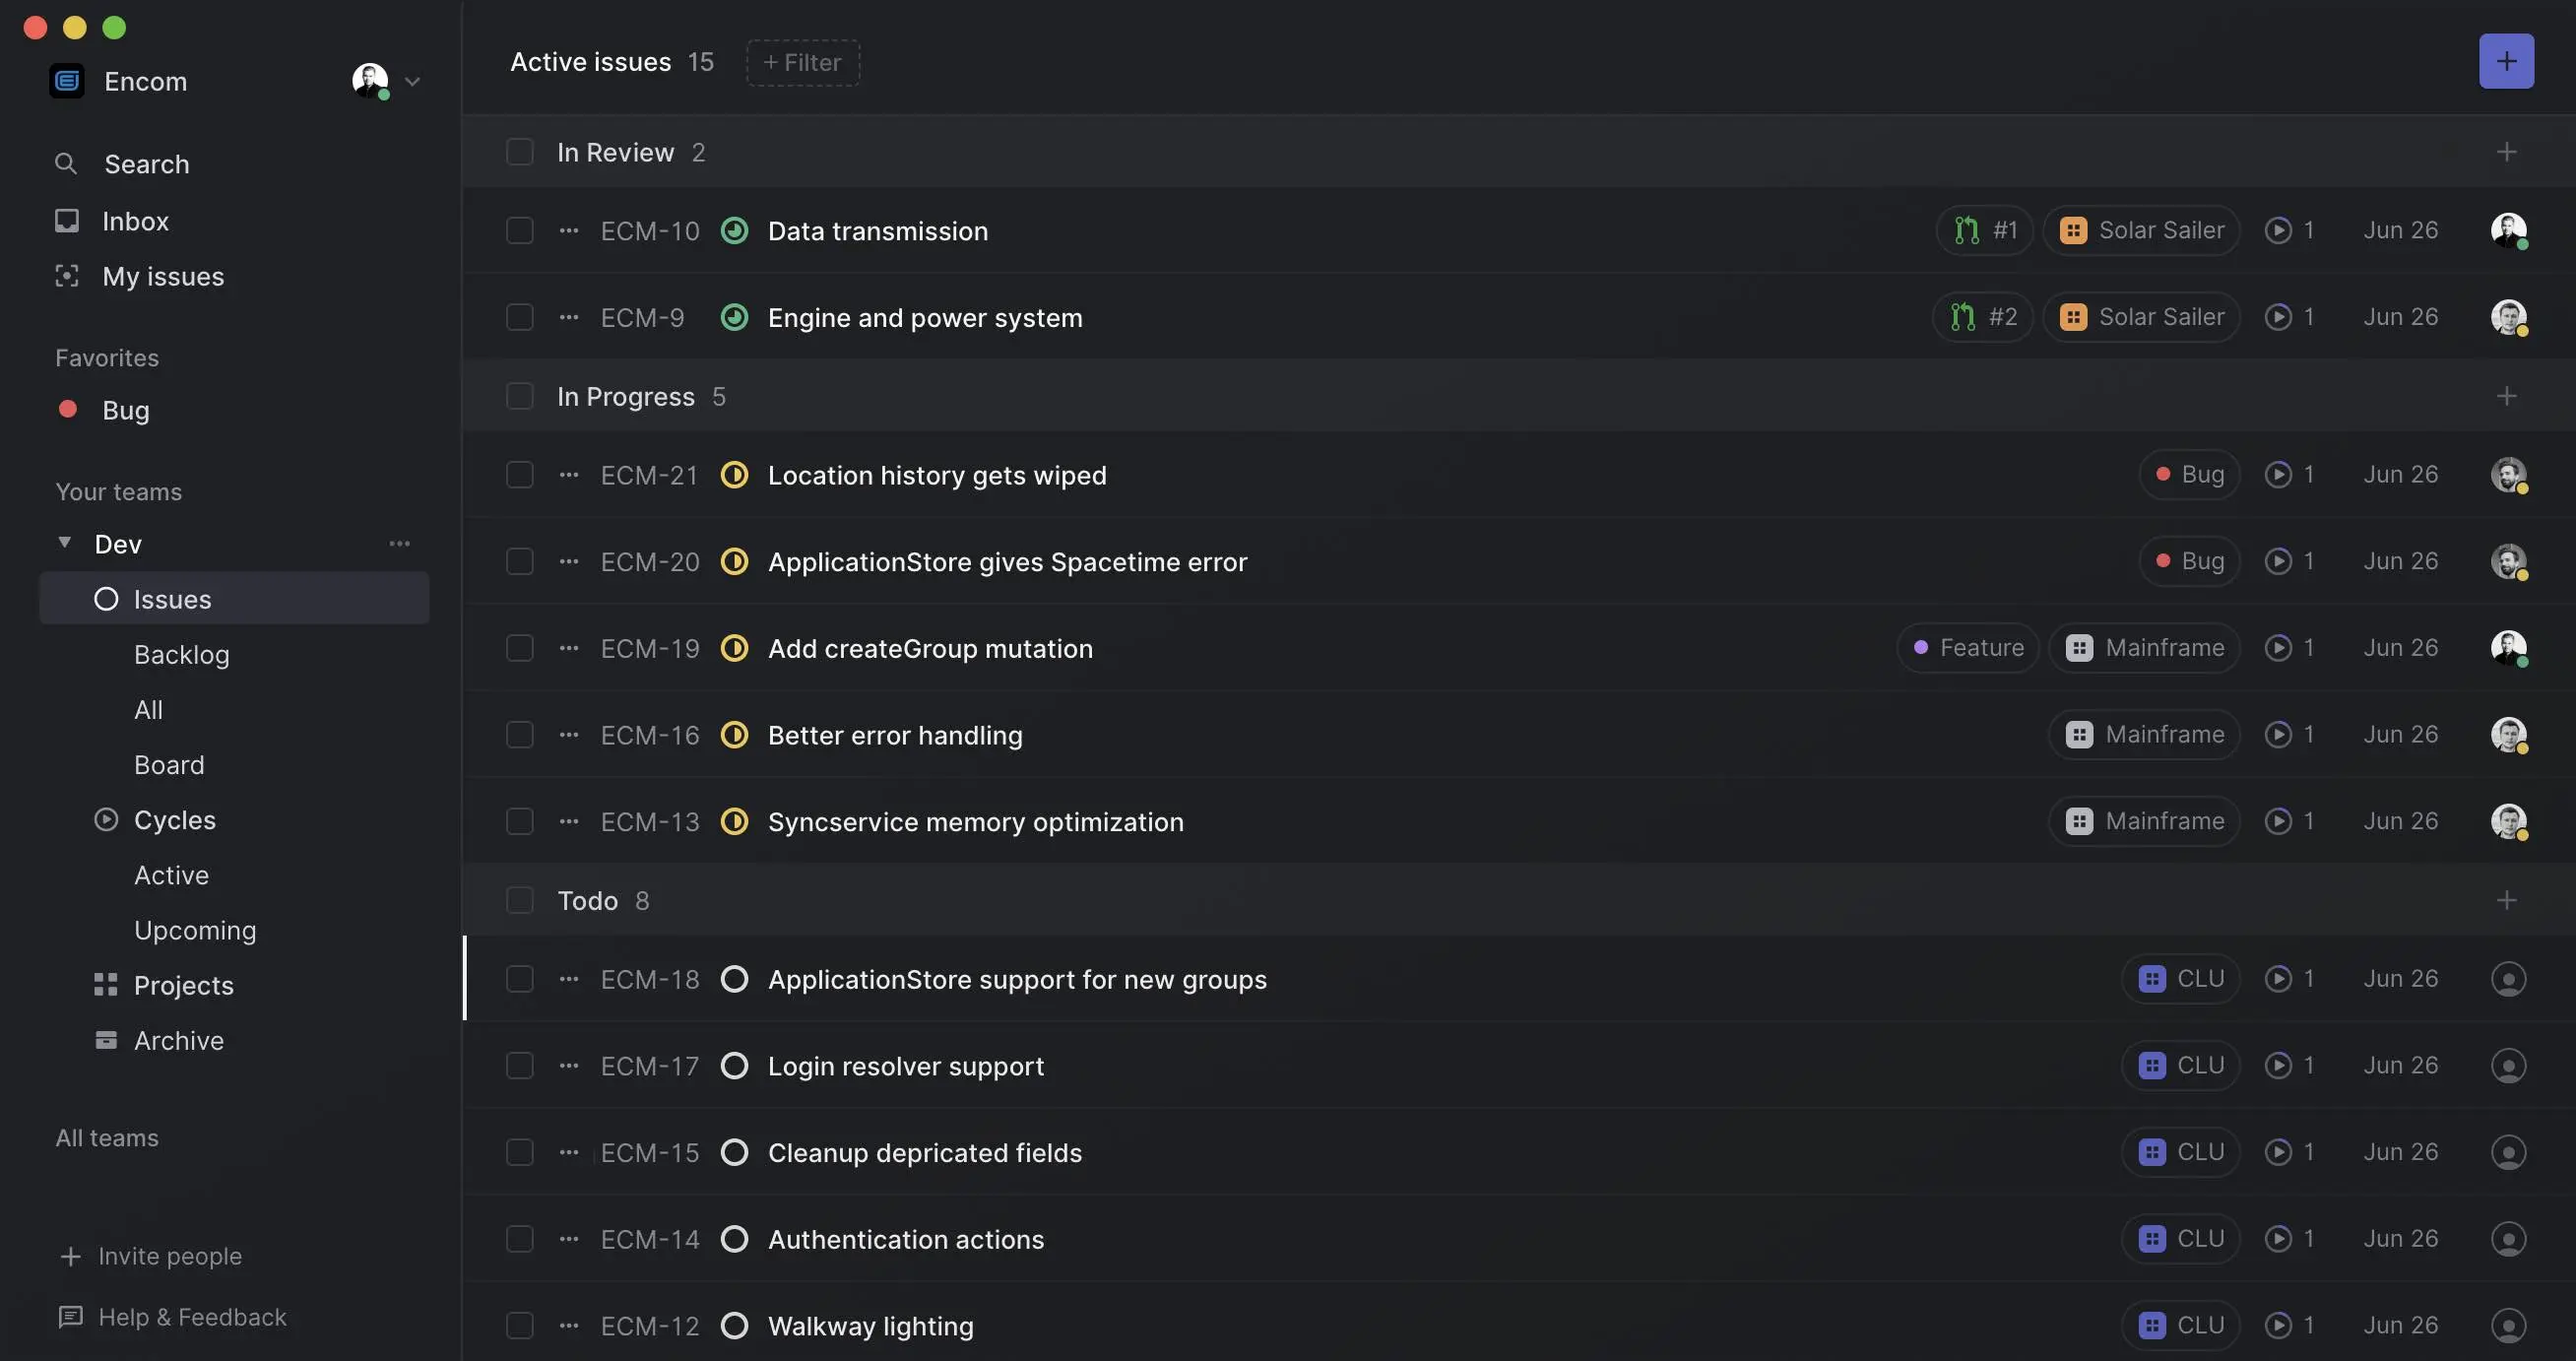 Encom
Search
Inbox
My issues
Favorites
Bug
Your teams
Dev
Issues
Backlog
All
Board
Cycles
Active
Upcoming
Projects
Archive
All teams
Invite people
Help & Feedback
Active issues 15 + Filter
In Review 2
ECM-10 Data transmission #1 Solar Sailer 1 Jun 26
ECM-9 Engine and power system #2 Solar Sailer 1 Jun 26
In Progress 5
ECM-21 Location history gets wiped Bug 1 Jun 26
ECM-20 ApplicationStore gives Spacetime error Bug 1 Jun 26
ECM-19 Add createGroup mutation Feature Mainframe 1 Jun 26
ECM-16 Better error handling Mainframe 1 Jun 26
ECM-13 Syncservice memory optimization Mainframe 1 Jun 26
Todo 8
ECM-18 ApplicationStore support for new groups CLU 1 Jun 26
ECM-17 Login resolver support CLU 1 Jun 26
ECM-15 Cleanup depricated fields CLU 1 Jun 26
ECM-14 Authentication actions CLU 1 Jun 26
ECM-12 Walkway lighting CLU 1 Jun 26